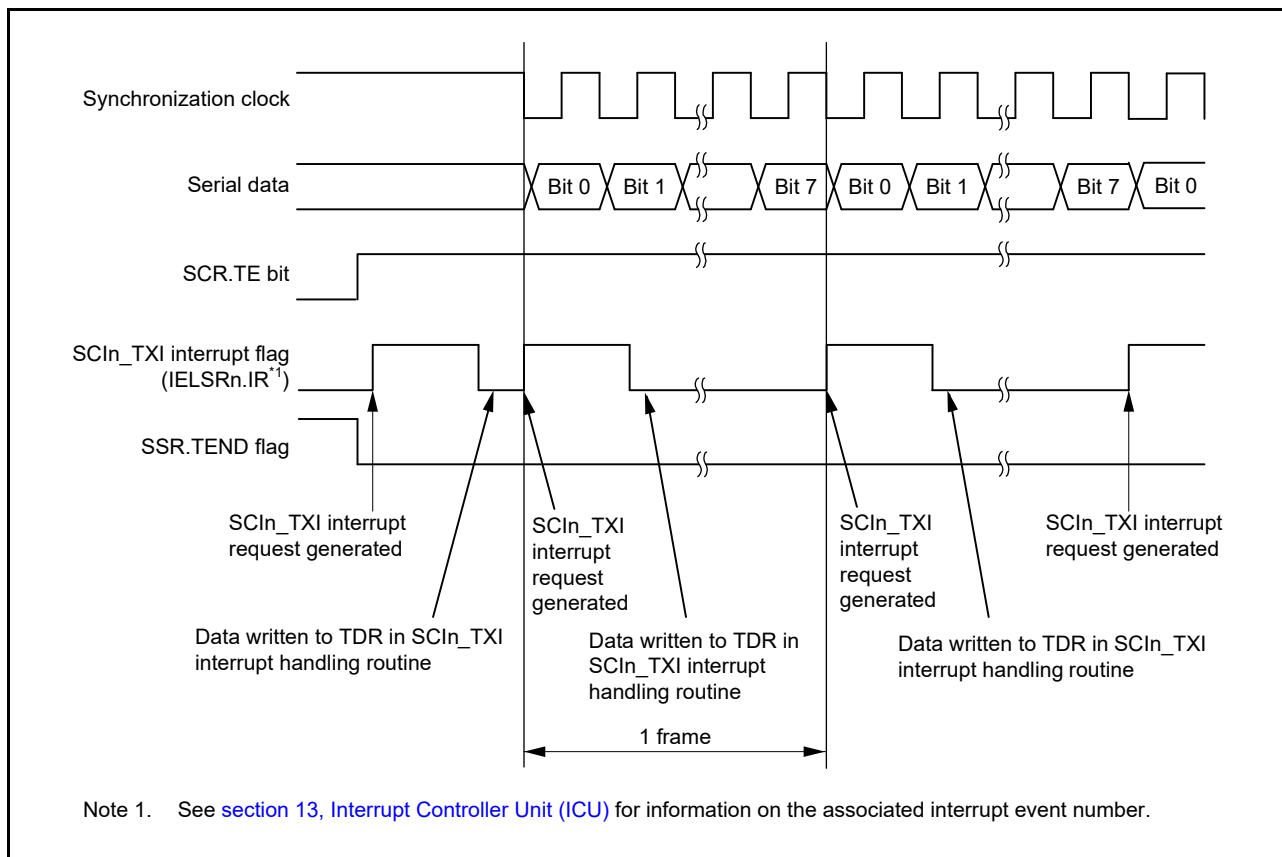 Synchronization clock
Serial data
Bit 0 Bit 1 Bit 7 Bit 0 Bit 1 Bit 7 Bit 0
SCR.TE bit
SCIn_TXI interrupt flag
(IELSRn.IR*1)
SSR.TEND flag
SCIn_TXI interrupt
request generated
SCIn_TXI
interrupt
request
generated
SCIn_TXI
interrupt
request
generated
SCIn_TXI interrupt
request generated
Data written to TDR in SCIn_TXI
interrupt handling routine
Data written to TDR in
SCIn_TXI interrupt
handling routine
Data written to TDR in SCIn_TXI
interrupt handling routine
1 frame
Note 1. See section 13, Interrupt Controller Unit (ICU) for information on the associated interrupt event number.